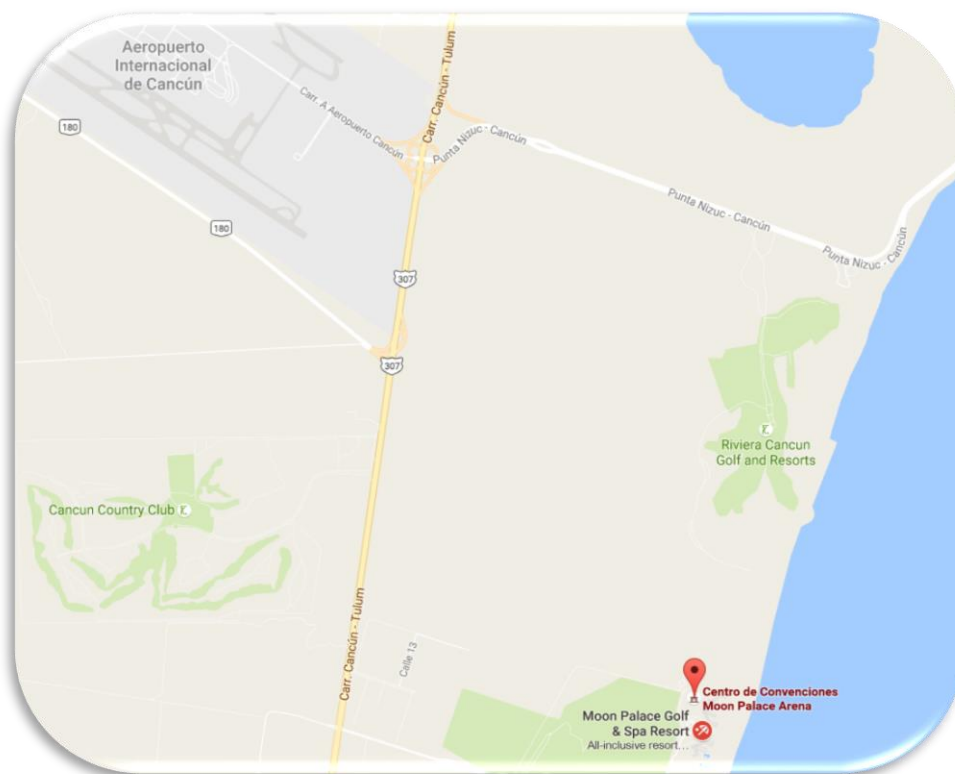 Aeropuerto
Internacional
de Cancún
Carr. Cancún - Tulum
180
Carr. A Aeropuerto Cancún
Punta Nizuc - Cancún
Punta Nizuc - Cancún
180
Punta Nizuc - Cancún
307
307
Riviera Cancun
Golf and Resorts
Cancun Country Club
Carr. Cancún - Tulum
Calle 13
Centro de Convenciones
Moon Palace Arena
Moon Palace Golf
& Spa Resort
All-inclusive resort...